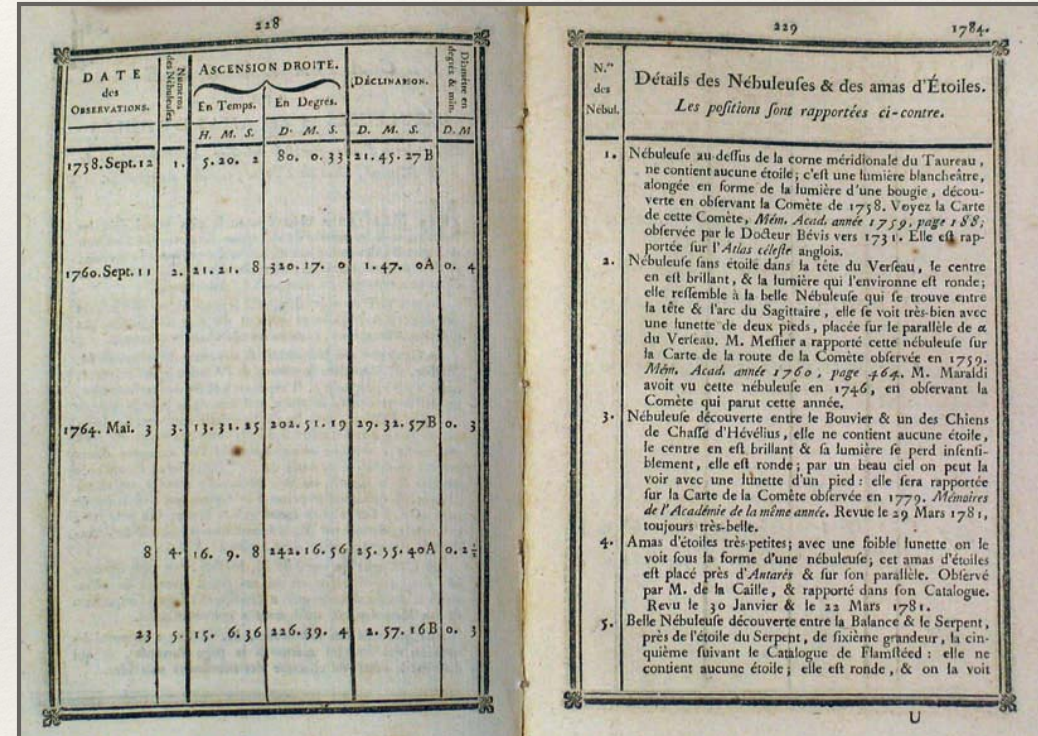 228
DATE
des
OBSERVATIONS.
Numéros
des Nébuleuses
ASCENSION DROITE.
En Temps. En Degrés.
H. M. S. D. M. S.
DÉCLINAISON.
D. M. S.
Diamètre en
degrés & min.
D. M
1758. Sept. 12 1. 5. 20. 2 80. 0. 33 21. 45. 27 B
1760. Sept. 11 2. 21. 21. 8 320. 17. 0 1. 47. 0 A 0. 4
1764. Mai. 3 3. 13. 31. 25 202. 51. 19 29. 32. 57 B 0. 3
8 4. 16. 9. 8 242. 16. 56 25. 55. 40 A 0. 2½
23 5. 15. 6. 36 226. 39. 4 2. 57. 16 B 0. 3
229 1784.
N.os
des
Nébul.
Détails des Nébuleuſes & des amas d'Étoiles.
Les poſitions ſont rapportées ci-contre.
1. Nébuleuſe au-deſſus de la corne méridionale du Taureau,
ne contient aucune étoile; c'eſt une lumière blancheâtre,
alongée en forme de la lumière d'une bougie, décou-
verte en obſervant la Comète de 1758. Voyez la Carte
de cette Comète, Mém. Acad. année 1759, page 188;
obſervée par le Docteur Bévis vers 1731. Elle eſt rap-
portée ſur l'Atlas céleſte anglois.
2. Nébuleuſe ſans étoile dans la tête du Verſeau, le centre
en eſt brillant, & la lumière qui l'environne eſt ronde;
elle reſſemble à la belle Nébuleuſe qui ſe trouve entre
la tête & l'arc du Sagittaire, elle ſe voit très-bien avec
une lunette de deux pieds, placée ſur le parallèle de α
du Verſeau. M. Meſſier a rapporté cette nébuleuſe ſur
la Carte de la route de la Comète obſervée en 1759.
Mém. Acad. année 1760, page 464. M. Maraldi
avoit vu cette nébuleuſe en 1746, en obſervant la
Comète qui parut cette année.
3. Nébuleuſe découverte entre le Bouvier & un des Chiens
de Chaſſe d'Hévélius, elle ne contient aucune étoile,
le centre en eſt brillant & ſa lumière ſe perd inſenſi-
blement, elle eſt ronde; par un beau ciel on peut la
voir avec une lunette d'un pied : elle ſera rapportée
ſur la Carte de la Comète obſervée en 1779. Mémoires
de l'Académie de la même année. Revue le 29 Mars 1781,
toujours très-belle.
4. Amas d'étoiles très-petites; avec une foible lunette on le
voit ſous la forme d'une nébuleuſe; cet amas d'étoiles
eſt placé près d'Antarès & ſur ſon parallèle. Obſervé
par M. de la Caille, & rapporté dans ſon Catalogue.
Revu le 30 Janvier & le 22 Mars 1781.
5. Belle Nébuleuſe découverte entre la Balance & le Serpent,
près de l'étoile du Serpent, de ſixième grandeur, la cin-
quième ſuivant le Catalogue de Flamſtéed : elle ne
contient aucune étoile; elle eſt ronde, & on la voit
U